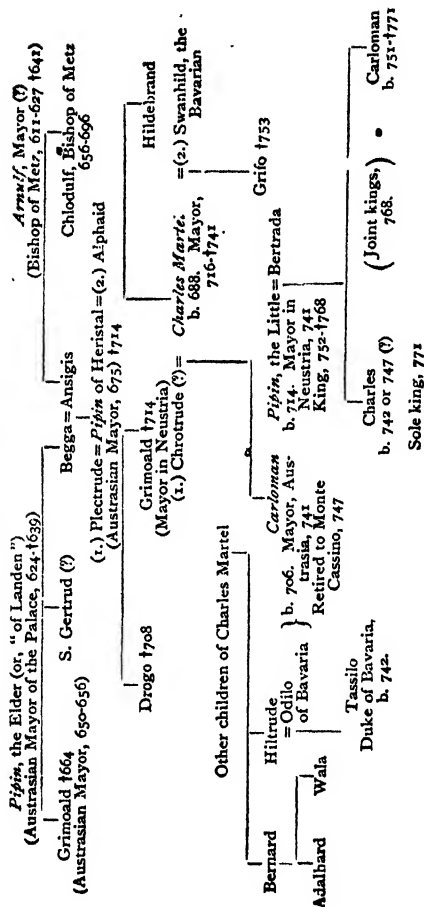 Pipin, the Elder (or, "of Landen")
(Austrasian Mayor of the Palace, 624-†639)
Arnulf, Mayor (?)
(Bishop of Metz, 611-627 †641)
Grimoald †664
(Austrasian Mayor, 650-656)
S. Gertrud (?)
Begga = Ansigis
Chlodulf, Bishop of Metz
656-696
(1.) Plectrude = Pipin of Heristal = (2.) Alphaid
(Austrasian Mayor, 675) †714
Drogo †708
Grimoald †714
(Mayor in Neustria)
Charles Martel
b. 688. Mayor,
716-†741
Hildebrand
(1.) Chrotrude (?) =
= (2.) Swanhild, the
Bavarian
Other children of Charles Martel
Carloman
b. 706. Mayor, Aus-
trasia, 741
Retired to Monte
Cassino, 747
Pipin, the Little = Bertrada
b. 714. Mayor in
Neustria, 741
King, 752-†768
Grifo †753
Bernard
Hiltrude
= Odilo
of Bavaria
Adalhard
Wala
Tassilo
Duke of Bavaria,
b. 742.
Charles
b. 742 or 747 (?)
(Joint kings,
768.)
Carloman
b. 751-†771
Sole king, 771